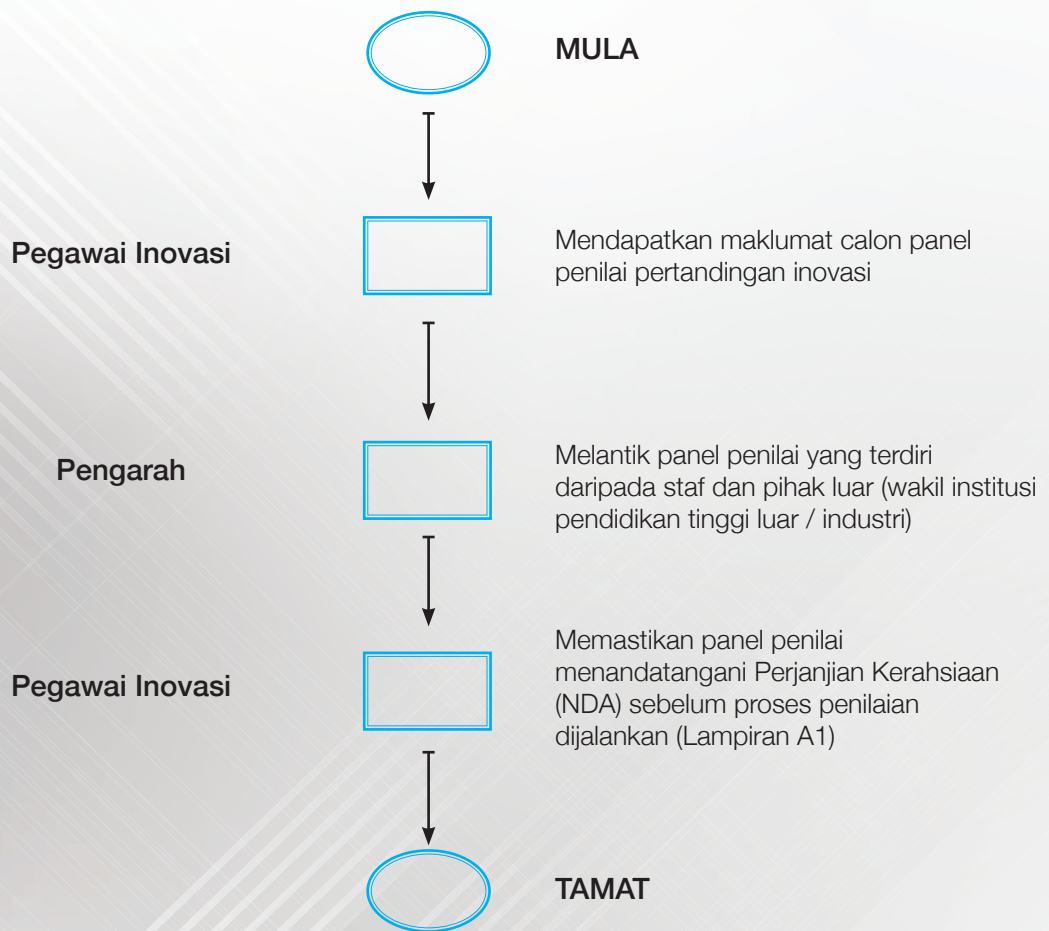 MULA
Pegawai Inovasi
Mendapatkan maklumat calon panel
penilai pertandingan inovasi
Pengarah
Melantik panel penilai yang terdiri
daripada staf dan pihak luar (wakil institusi
pendidikan tinggi luar / industri)
Pegawai Inovasi
Memastikan panel penilai
menandatangani Perjanjian Kerahsiaan
(NDA) sebelum proses penilaian
dijalankan (Lampiran A1)
TAMAT